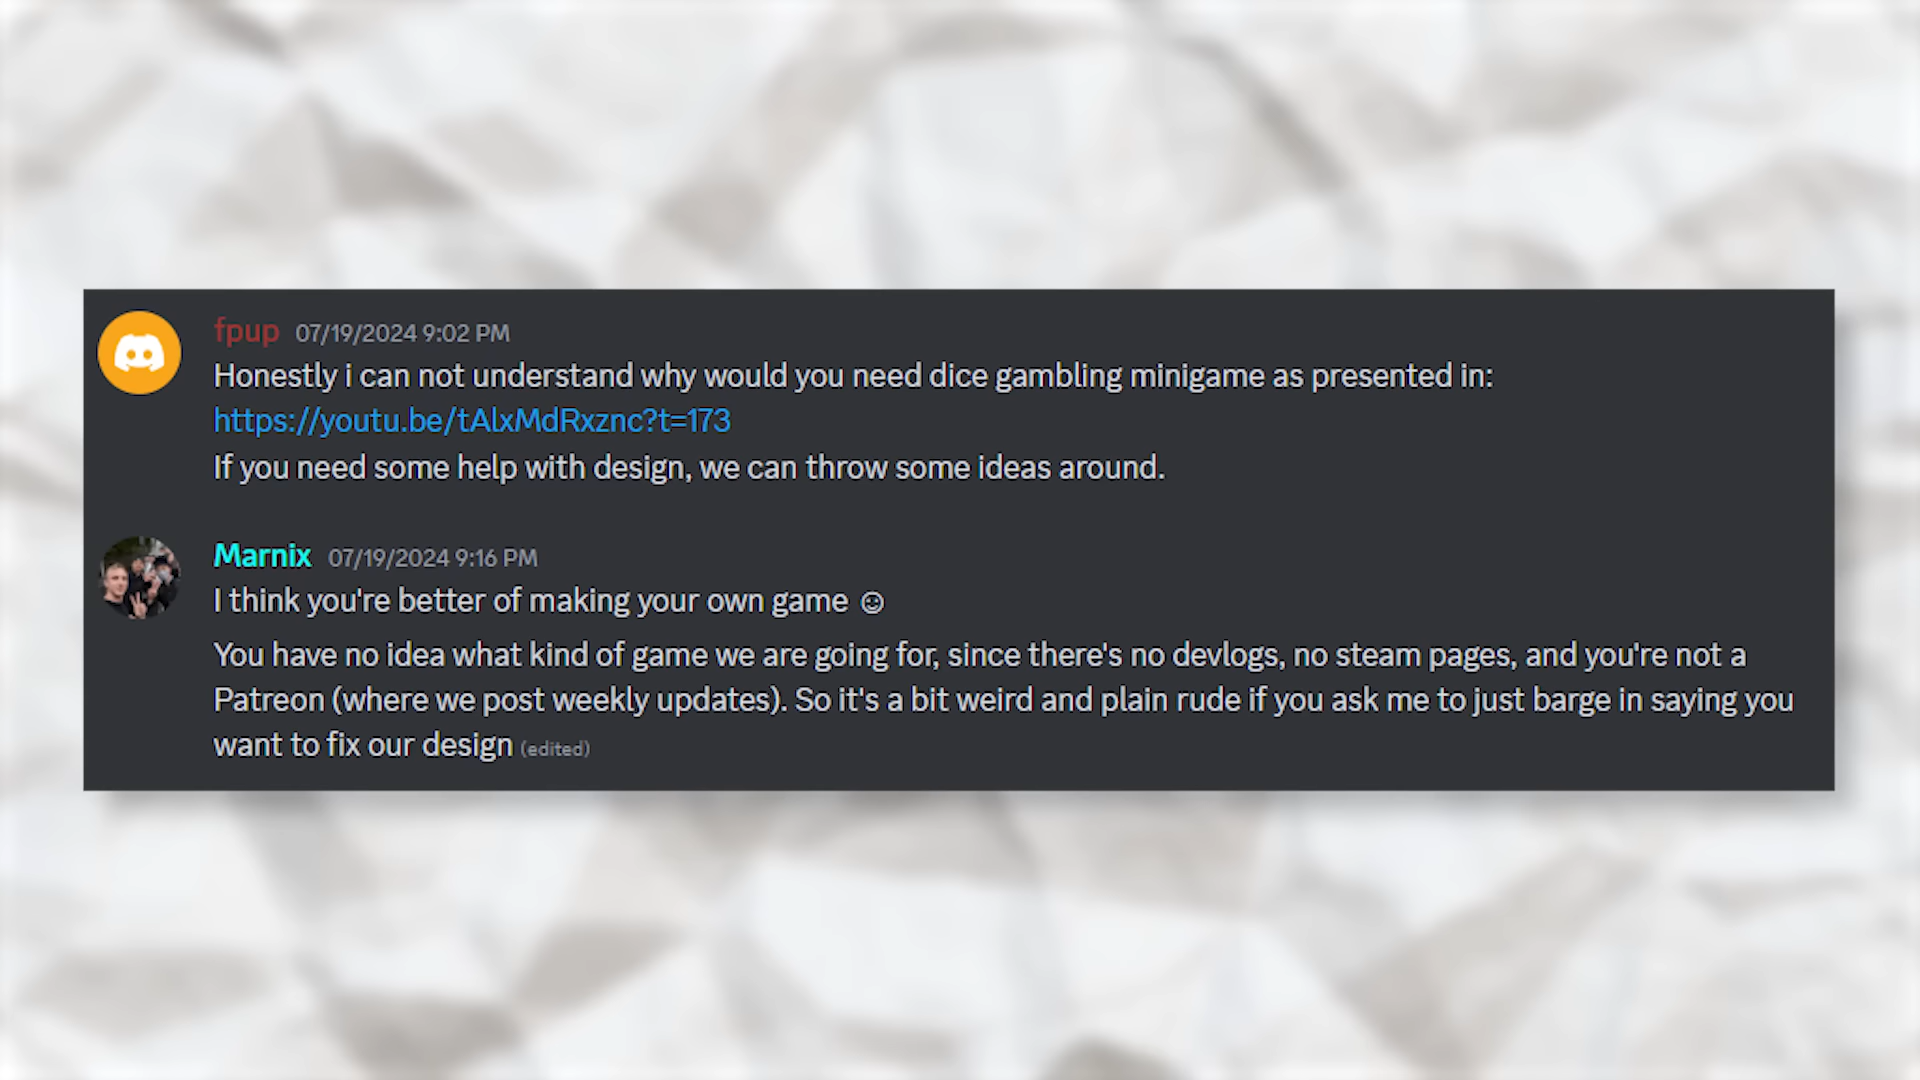 fpup 07/19/2024 9:02 PM
Honestly i can not understand why would you need dice gambling minigame as presented in:
https://youtu.be/tAlxMdRxznc?t=173
If you need some help with design, we can throw some ideas around.
Marnix 07/19/2024 9:16 PM
I think you're better of making your own game ☺
You have no idea what kind of game we are going for, since there's no devlogs, no steam pages, and you're not a
Patreon (where we post weekly updates). So it's a bit weird and plain rude if you ask me to just barge in saying you
want to fix our design (edited)